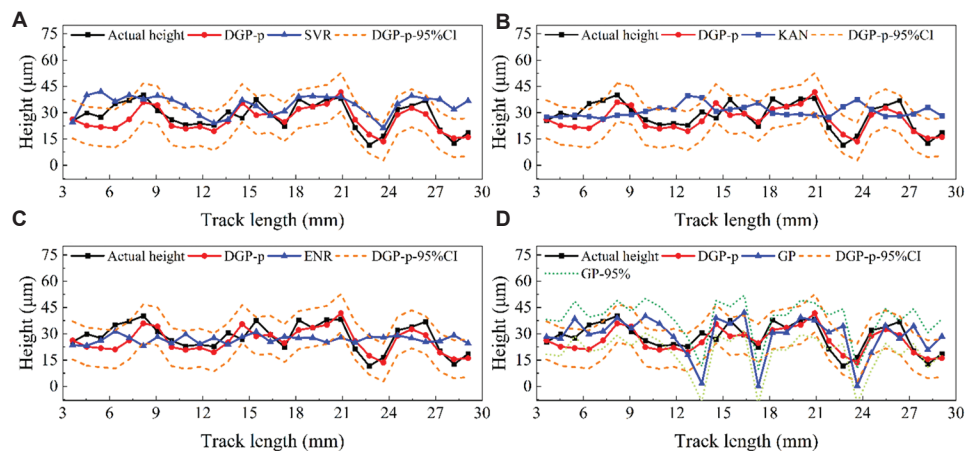 A
Actual height DGP-p SVR DGP-p-95%CI
75
60
45
30
15
0
Height (μm)
3 6 9 12 15 18 21 24 27 30
Track length (mm)
B
Actual height DGP-p KAN DGP-p-95%CI
75
60
45
30
15
0
Height (μm)
3 6 9 12 15 18 21 24 27 30
Track length (mm)
C
Actual height DGP-p ENR DGP-p-95%CI
75
60
45
30
15
0
Height (μm)
3 6 9 12 15 18 21 24 27 30
Track length (mm)
D
Actual height DGP-p GP DGP-p-95%CI
GP-95%
75
60
45
30
15
0
Height (μm)
3 6 9 12 15 18 21 24 27 30
Track length (mm)